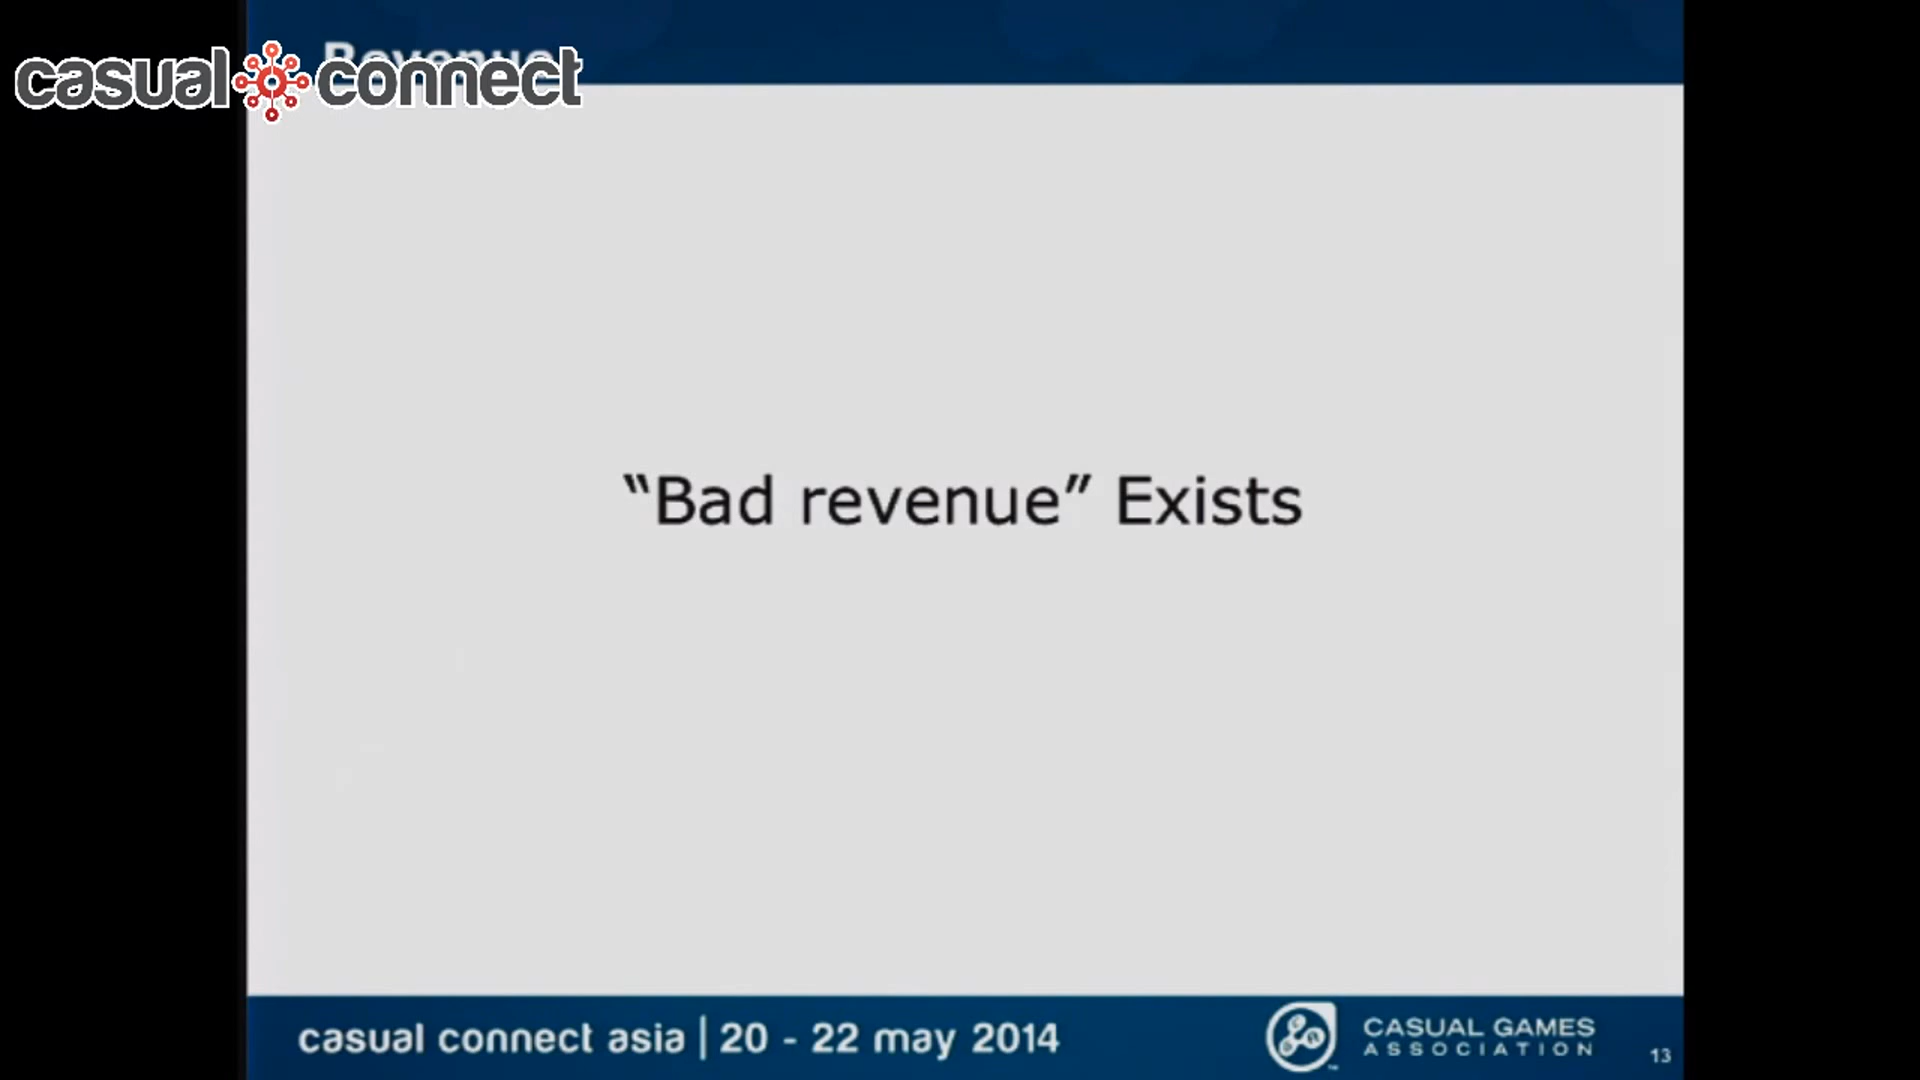 Revenue
casual connect
“Bad revenue” Exists
casual connect asia | 20 - 22 may 2014
CASUAL GAMES
ASSOCIATION
13